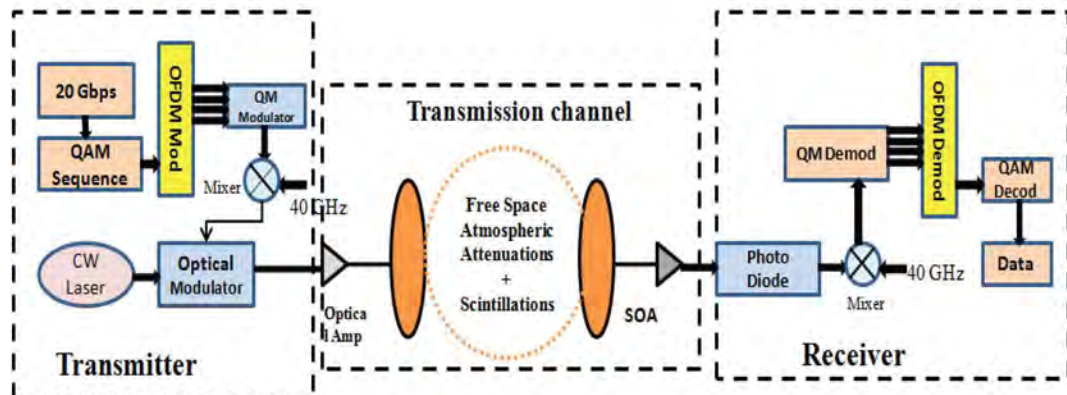 20 Gbps
QAM
Sequence
OFDM Mod
QM
Modulator
Mixer
40 GHz
CW
Laser
Optical
Modulator
Transmitter
Transmission channel
Optica
l Amp
Free Space
Atmospheric
Attenuations
+
Scintillations
SOA
Photo
Diode
Mixer
40 GHz
QM Demod
OFDM Demod
QAM
Decod
Data
Receiver